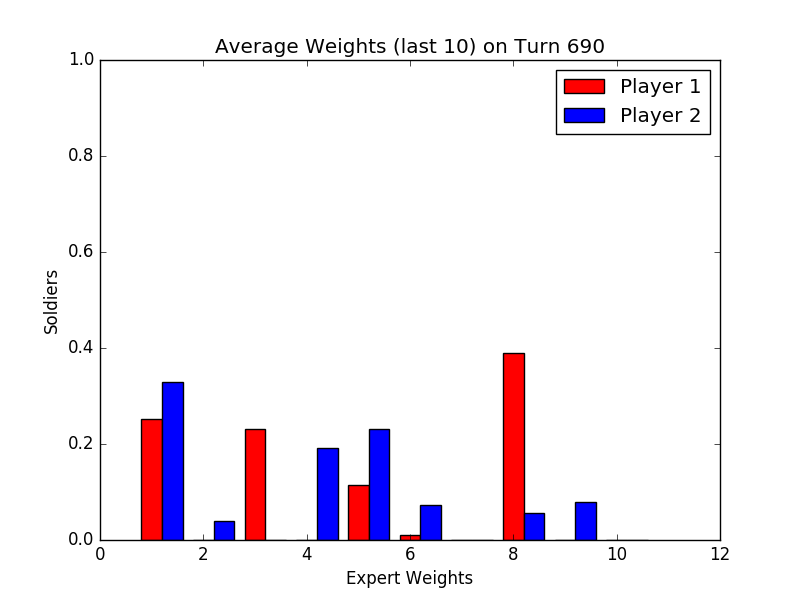 Average Weights (last 10) on Turn 690
1.0
Player 1
Player 2
0.8
0.6
Soldiers
0.4
0.2
0.0
0 2 4 6 8 10 12
Expert Weights